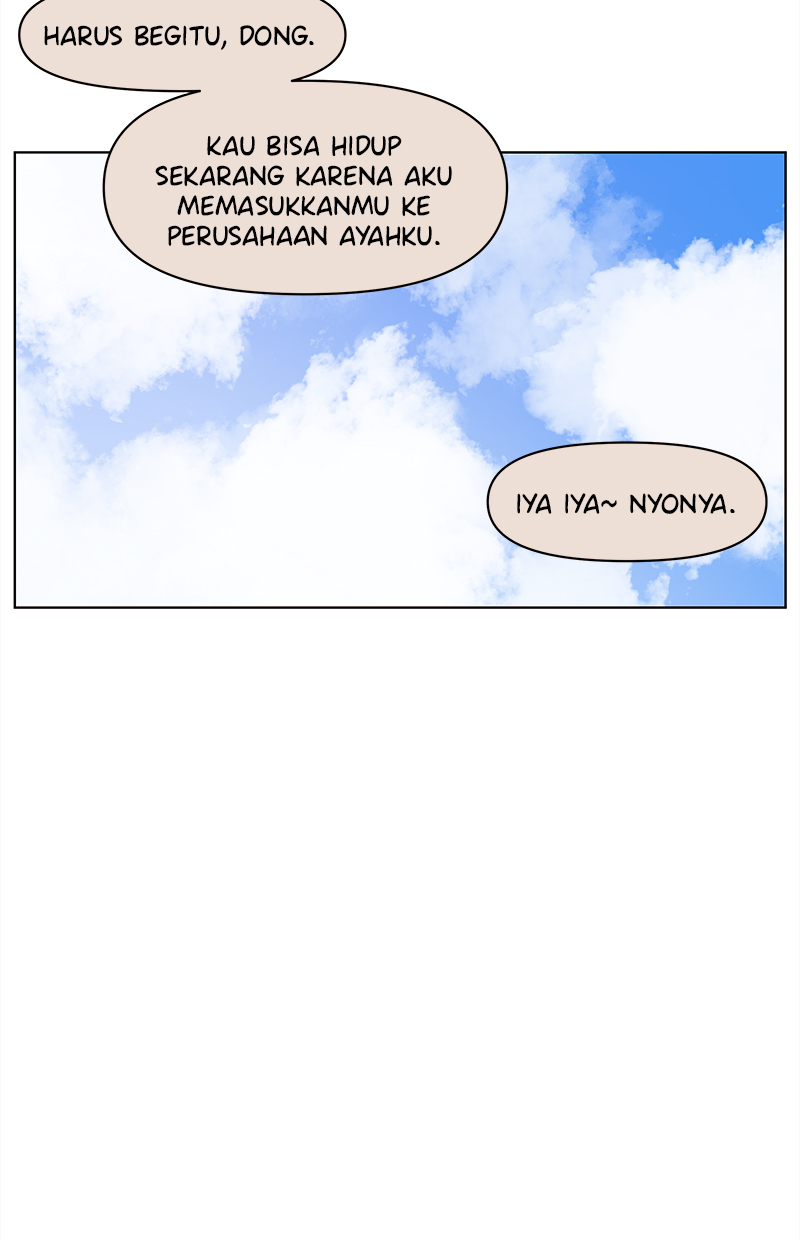 HARUS BEGITU, DONG.
KAU BISA HIDUP
SEKARANG KARENA AKU
MEMASUKKANMU KE
PERUSAHAAN AYAHKU.
IYA IYA~ NYONYA.